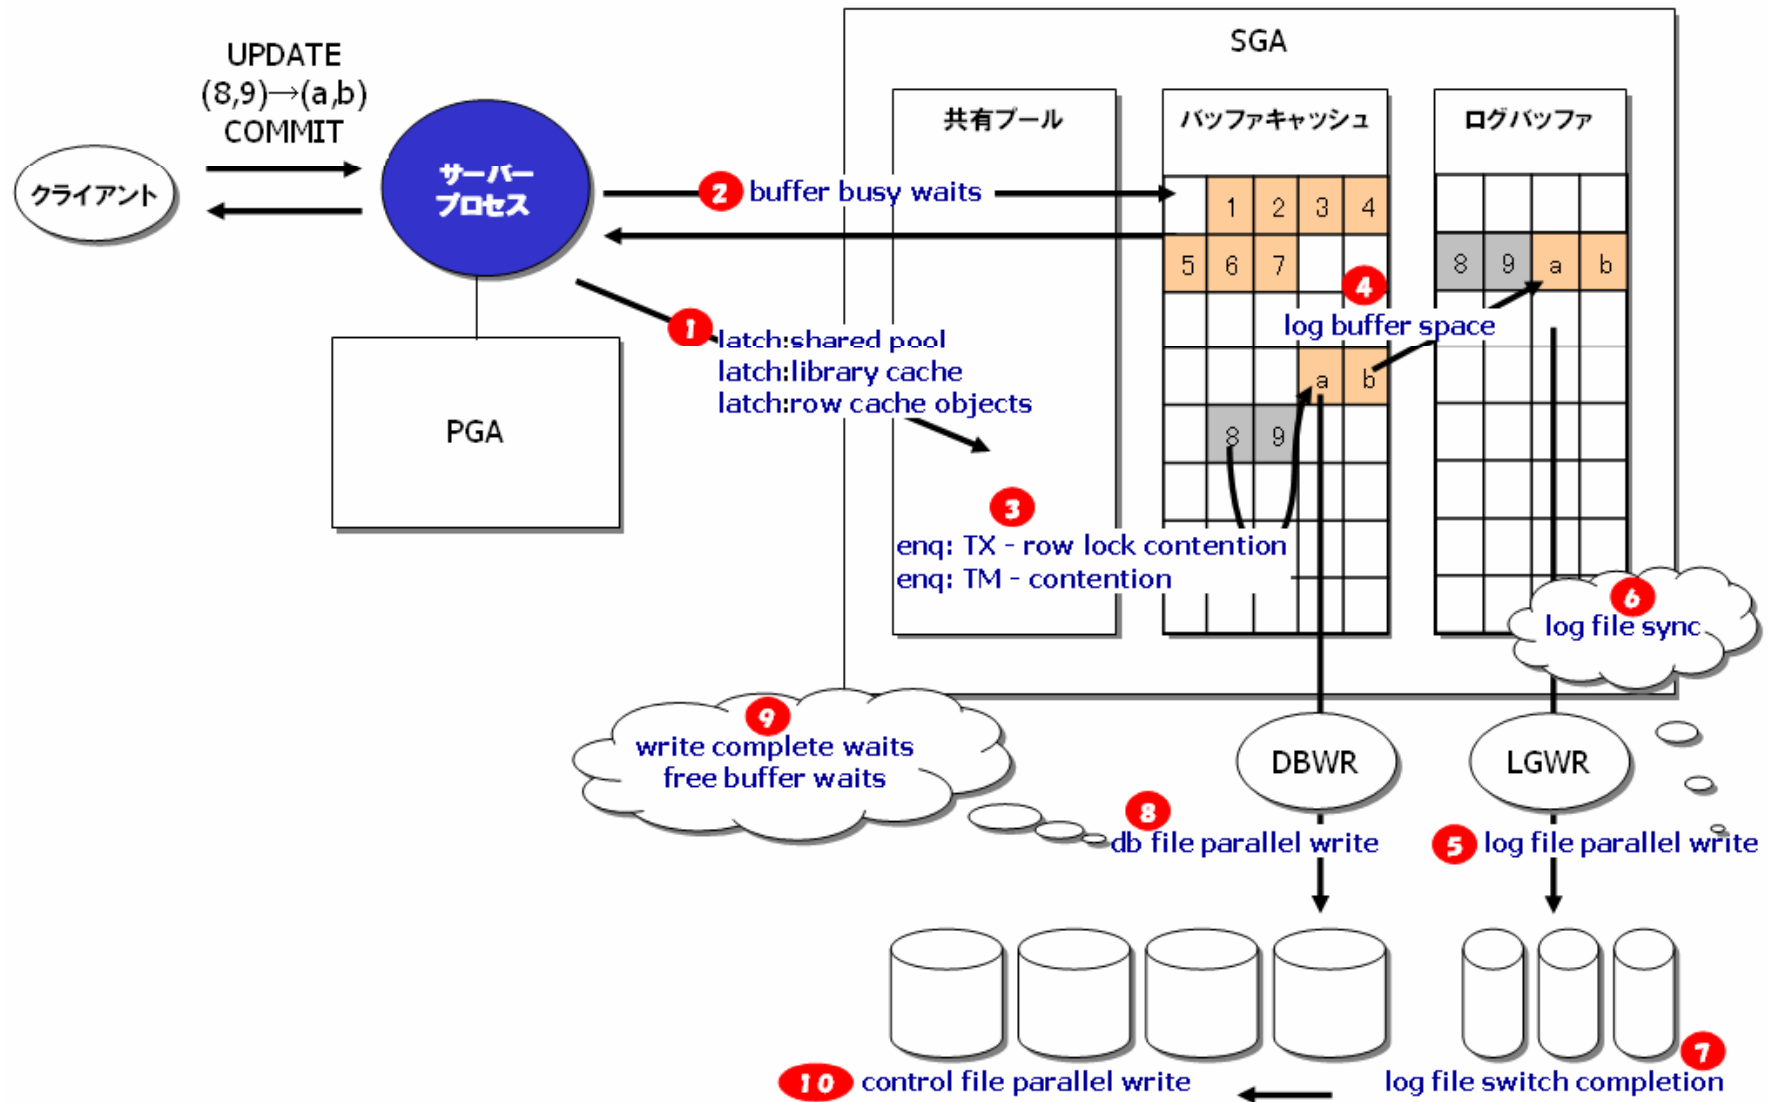 SGA
UPDATE
(8,9)→(a,b)
COMMIT
クライアント
サーバー
プロセス
PGA
共有プール
バッファキャッシュ
ログバッファ
2 buffer busy waits
1 2 3 4
5 6 7
8 9 a b
4
log buffer space
1
latch:shared pool
latch:library cache
latch:row cache objects
a b
8 9
3
enq: TX - row lock contention
enq: TM - contention
6
log file sync
9
write complete waits
free buffer waits
DBWR
LGWR
8
db file parallel write
5 log file parallel write
7
10 control file parallel write
log file switch completion